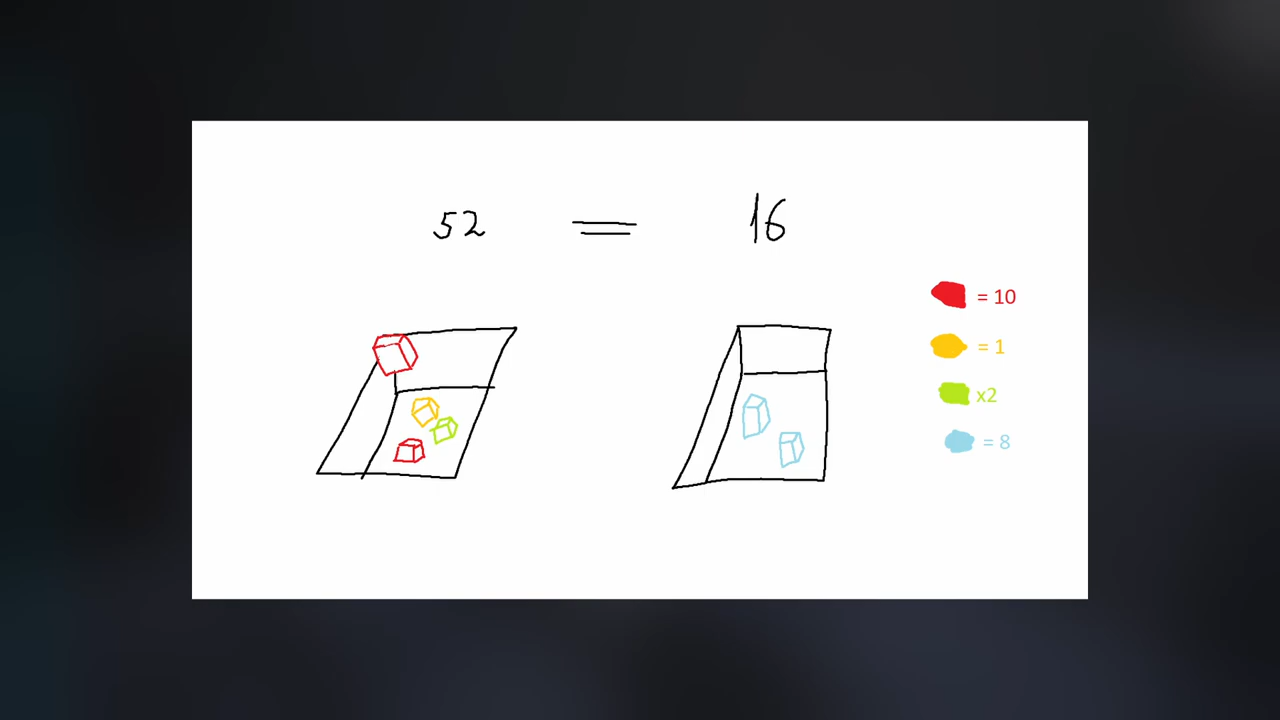 52 = 16
= 10
= 1
x2
= 8